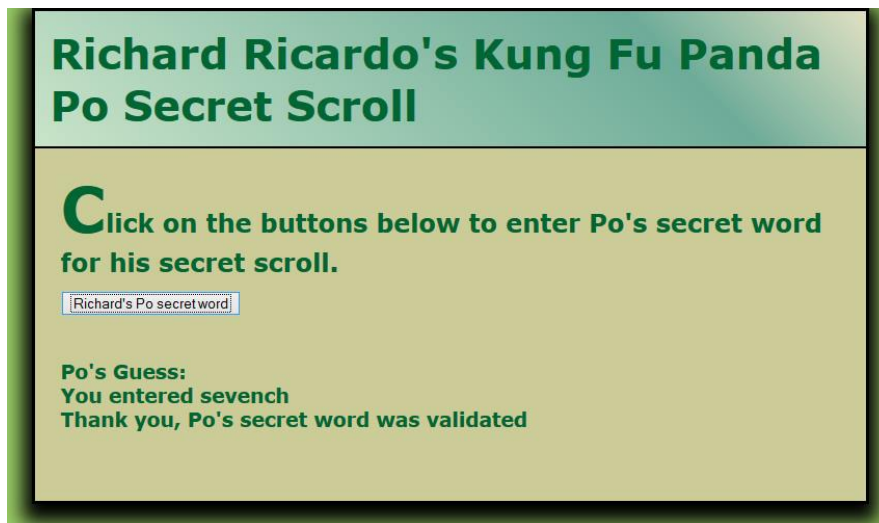 Richard Ricardo's Kung Fu Panda
Po Secret Scroll
Click on the buttons below to enter Po's secret word
for his secret scroll.
Richard's Po secret word
Po's Guess:
You entered sevench
Thank you, Po's secret word was validated